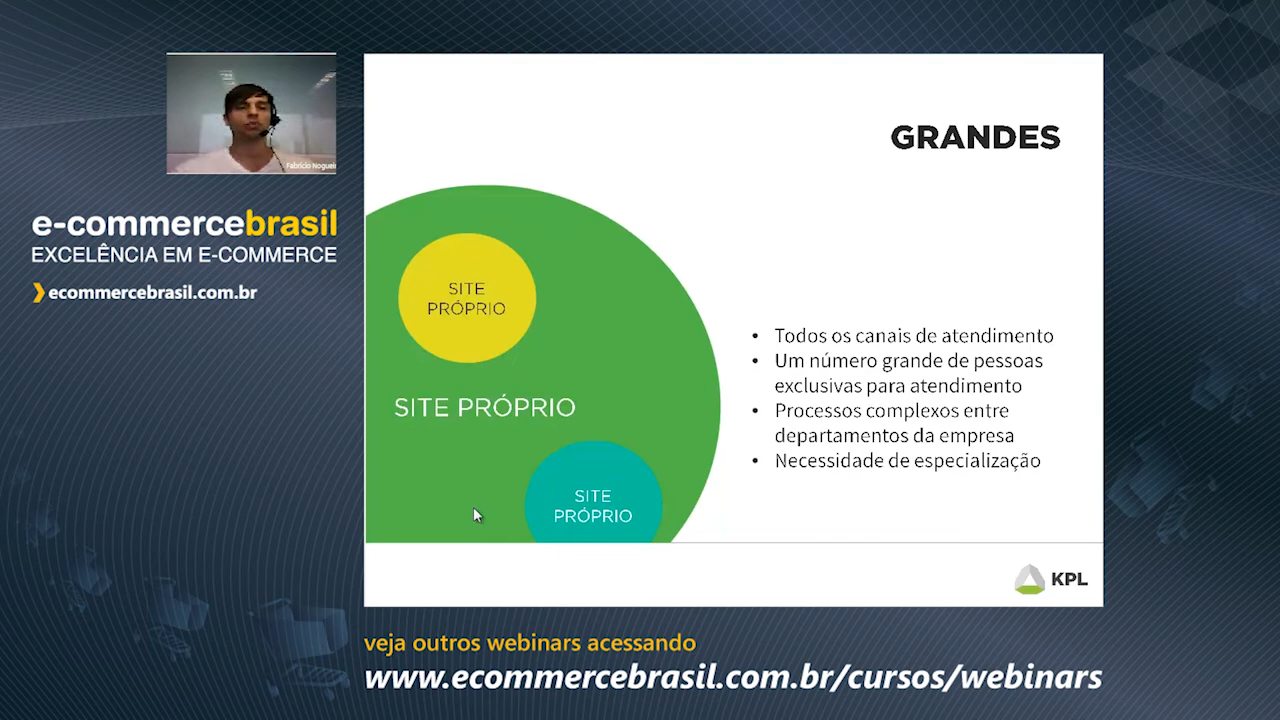 Fabrício Noguei
e-commercebrasil
EXCELÊNCIA EM E-COMMERCE
ecommercebrasil.com.br
GRANDES
SITE
PRÓPRIO
SITE PRÓPRIO
SITE
PRÓPRIO
• Todos os canais de atendimento
• Um número grande de pessoas
exclusivas para atendimento
• Processos complexos entre
departamentos da empresa
• Necessidade de especialização
KPL
veja outros webinars acessando
www.ecommercebrasil.com.br/cursos/webinars